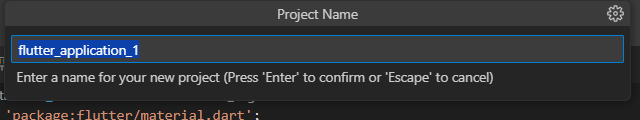 Project Name
flutter_application_1
Enter a name for your new project (Press 'Enter' to confirm or 'Escape' to cancel)
'package:flutter/material.dart';